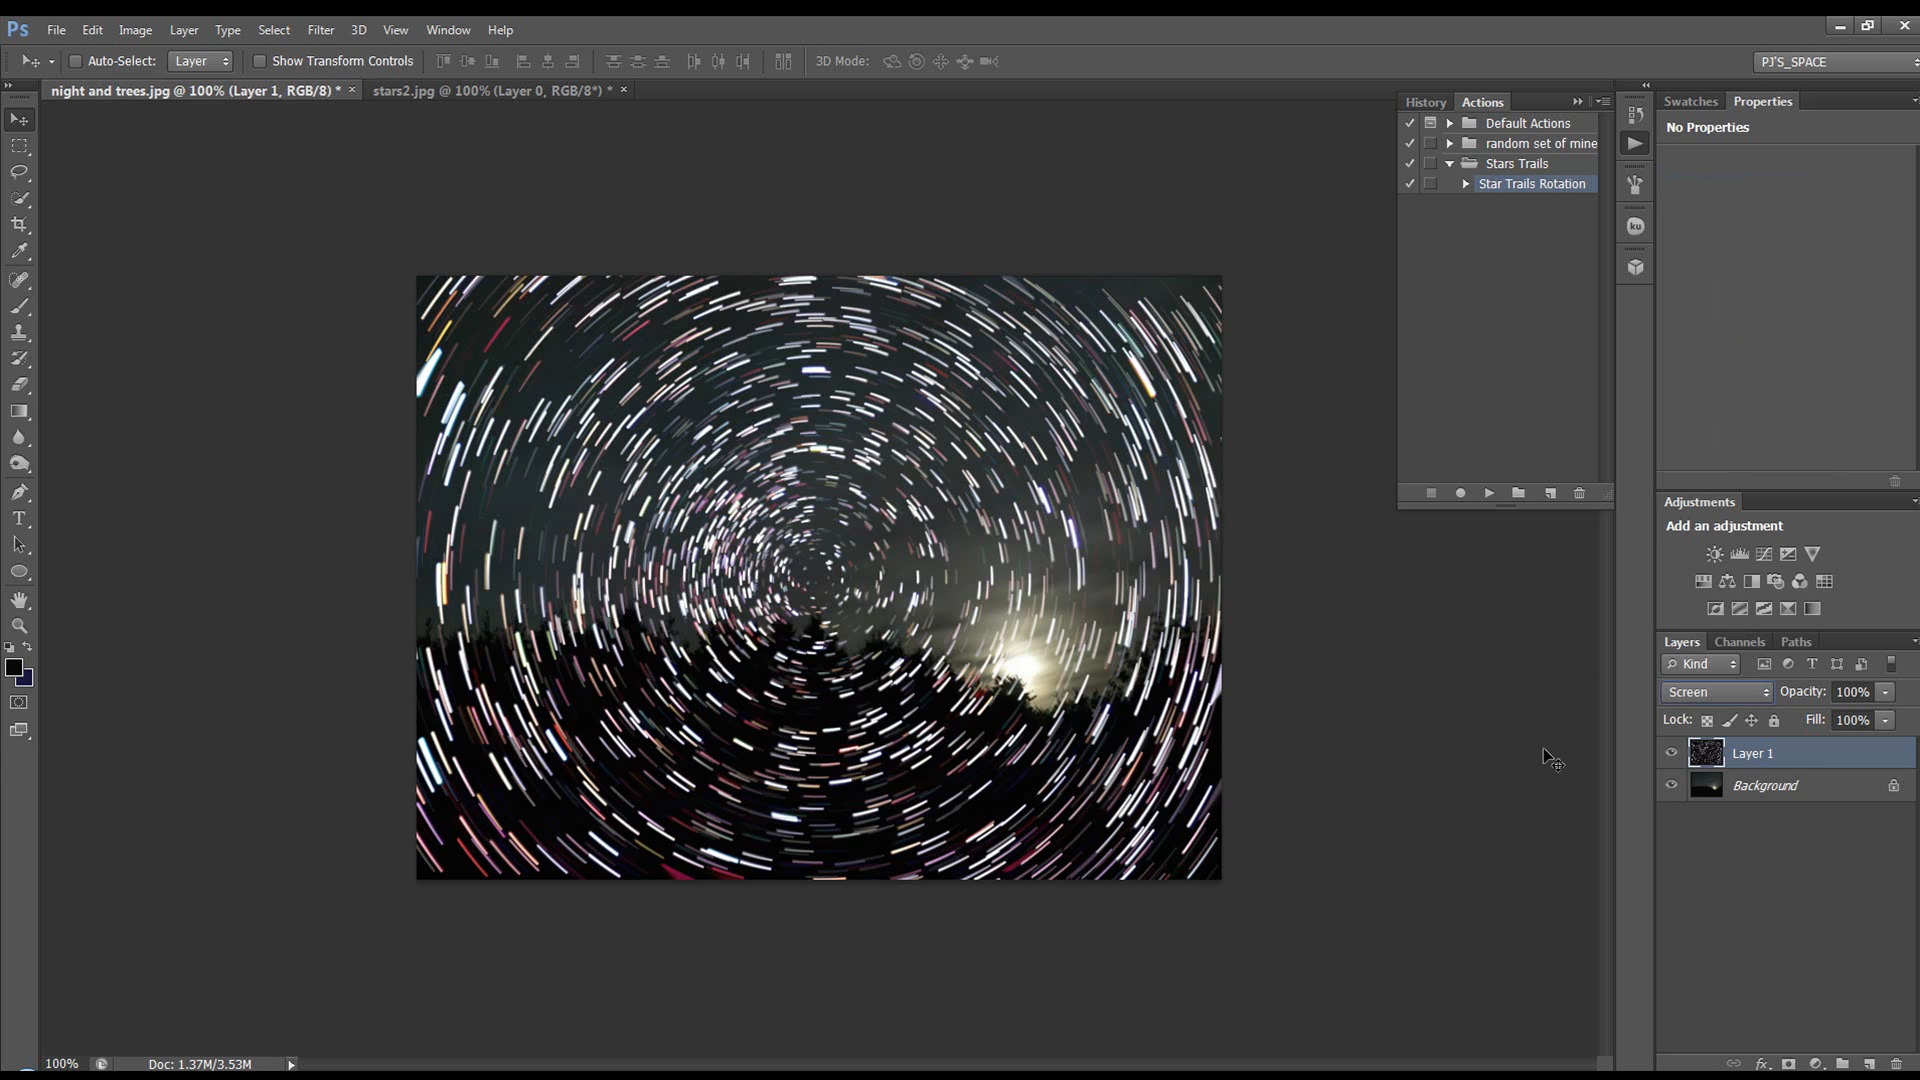 Ps File Edit Image Layer Type Select Filter 3D View Window Help
Auto-Select: Layer Show Transform Controls 3D Mode: PJ'S_SPACE
night and trees.jpg @ 100% (Layer 1, RGB/8) * × stars2.jpg @ 100% (Layer 0, RGB/8*) * ×
History Actions
Default Actions
random set of mine
Stars Trails
Star Trails Rotation
ku
Swatches Properties
No Properties
Adjustments
Add an adjustment
Layers Channels Paths
Kind
Screen Opacity: 100%
Lock: Fill: 100%
Layer 1
Background
100% Doc: 1.37M/3.53M